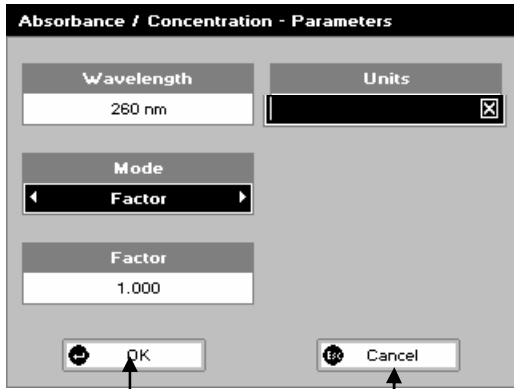 Absorbance / Concentration - Parameters
Wavelength
260 nm
Units
Mode
Factor
Factor
1.000
OK
Esc Cancel